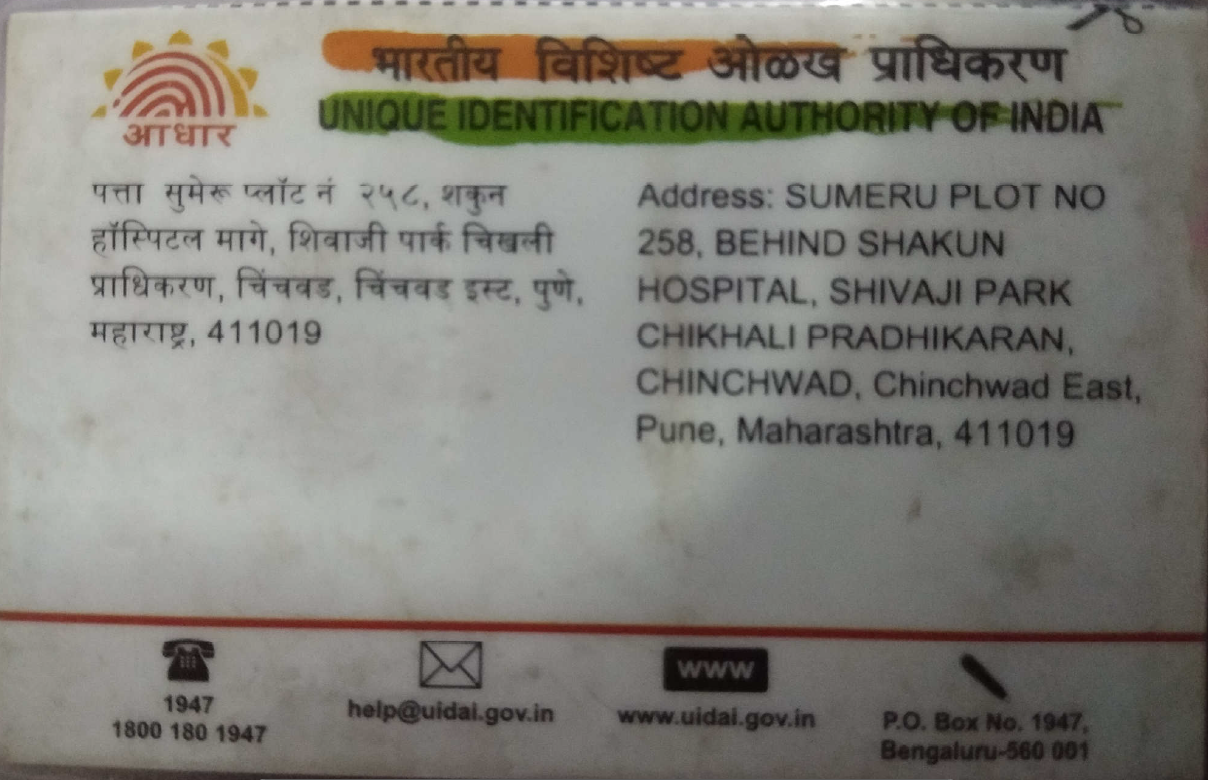 आधार
भारतीय विशिष्ट ओळख प्राधिकरण
UNIQUE IDENTIFICATION AUTHORITY OF INDIA
पत्ता सुमेरू प्लॉट नं २५८, शकुन
हॉस्पिटल मागे, शिवाजी पार्क चिखली
प्राधिकरण, चिंचवड, चिंचवड इस्ट, पुणे,
महाराष्ट्र, 411019
Address: SUMERU PLOT NO
258, BEHIND SHAKUN
HOSPITAL, SHIVAJI PARK
CHIKHALI PRADHIKARAN,
CHINCHWAD, Chinchwad East,
Pune, Maharashtra, 411019
1947
1800 180 1947
help@uidai.gov.in
www
www.uidai.gov.in
P.O. Box No. 1947,
Bengaluru-560 001